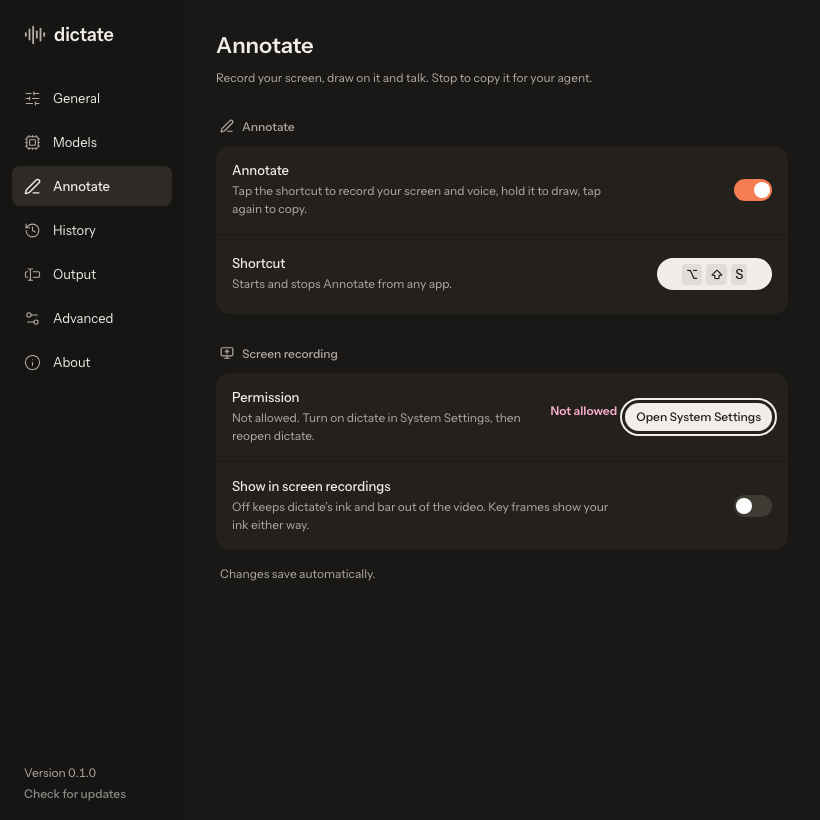 dictate
General
Models
Annotate
History
Output
Advanced
About
Version 0.1.0
Check for updates
Annotate
Record your screen, draw on it and talk. Stop to copy it for your agent.
Annotate
Annotate
Tap the shortcut to record your screen and voice, hold it to draw, tap
again to copy.
Shortcut
Starts and stops Annotate from any app.
⌥ ⇧ S
Screen recording
Permission
Not allowed. Turn on dictate in System Settings, then
reopen dictate.
Not allowed
Open System Settings
Show in screen recordings
Off keeps dictate's ink and bar out of the video. Key frames show your
ink either way.
Changes save automatically.